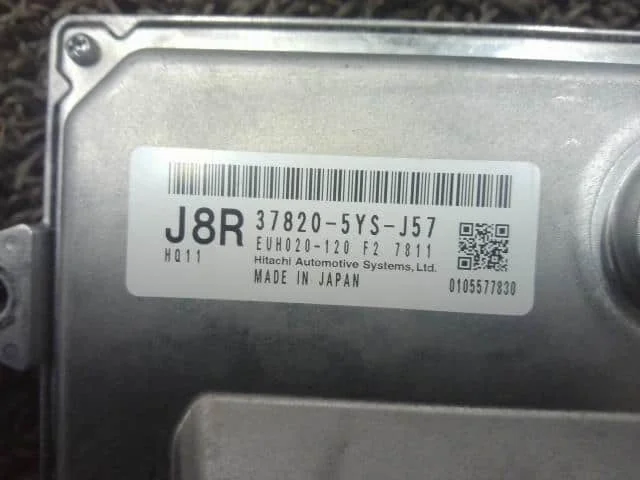 J8R 37820-5YS-J57
EUH020-120 F2 7811
HQ11
Hitachi Automotive Systems, Ltd.
MADE IN JAPAN
0105577830